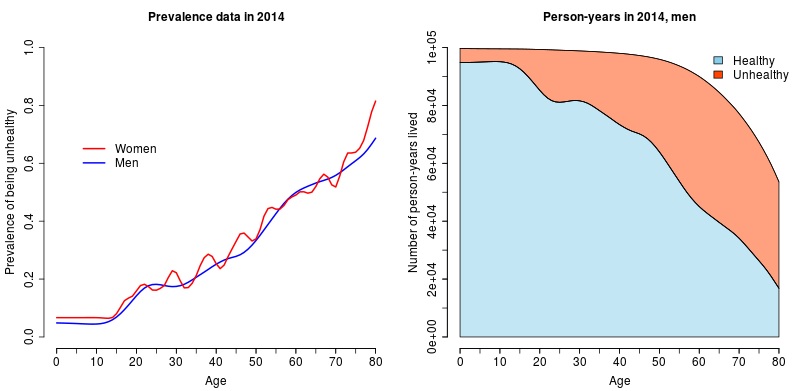 Prevalence data in 2014
Prevalence of being unhealthy
0.0 0.2 0.4 0.6 0.8 1.0
Women
Men
0 10 20 30 40 50 60 70 80
Age
Person-years in 2014, men
Number of person-years lived
0e+00 2e+04 4e+04 6e+04 8e+04 1e+05
Healthy
Unhealthy
0 10 20 30 40 50 60 70 80
Age